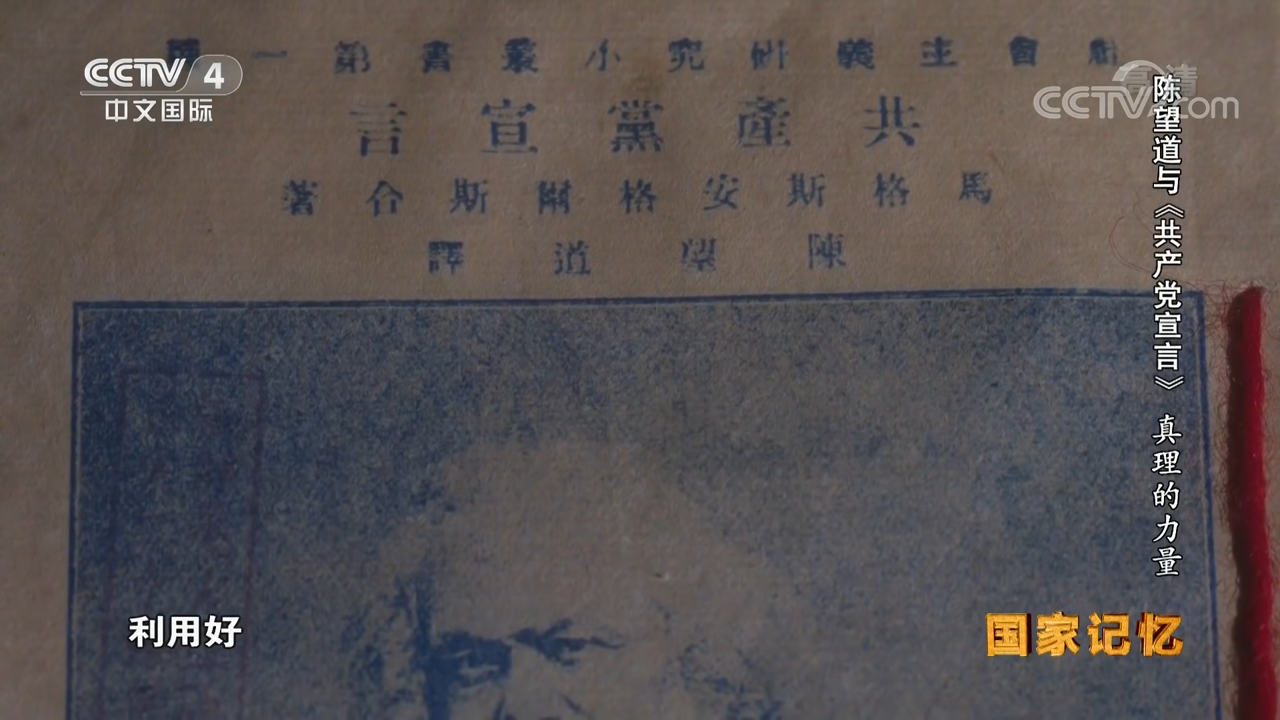 CCTV 4
中文国际
高清
CCTV.com
社會主義研究小叢書第一種
共產黨宣言
馬格斯安格爾斯合著
陳望道譯
陈望道与《共产党宣言》 真理的力量
利用好
国家记忆